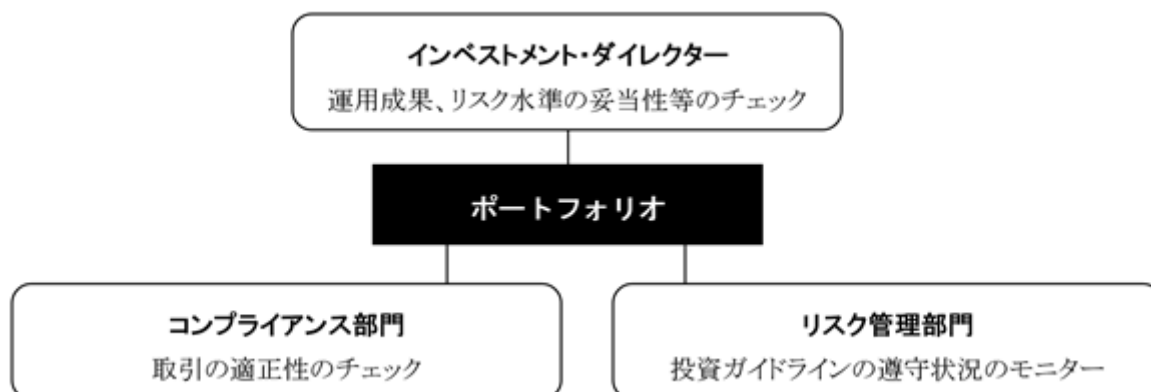 インベストメント・ダイレクター
運用成果、リスク水準の妥当性等のチェック
ポートフォリオ
コンプライアンス部門
取引の適正性のチェック
リスク管理部門
投資ガイドラインの遵守状況のモニター